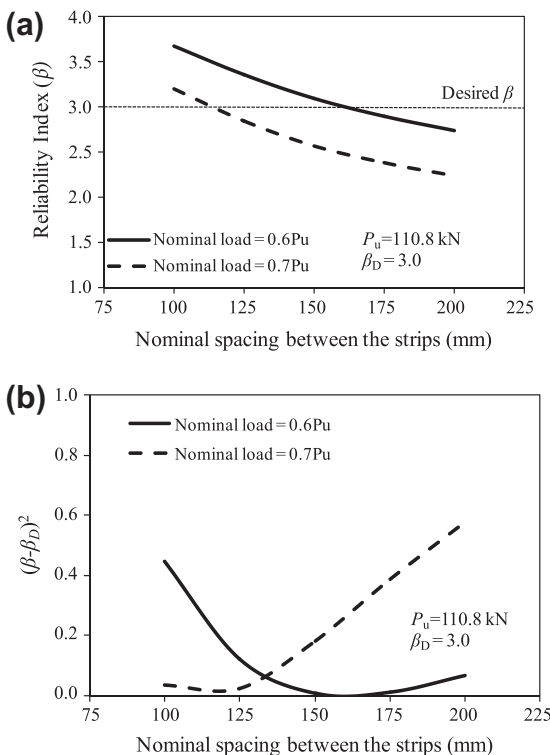 (a)
Reliability Index (β)
4.0
3.5
3.0
2.5
2.0
1.5
1.0
Desired β
Nominal load=0.6Pu
Nominal load=0.7Pu
Pu=110.8 kN
βD=3.0
75 100 125 150 175 200 225
Nominal spacing between the strips (mm)
(b)
(β-βD)²
1.0
0.8
0.6
0.4
0.2
0.0
Nominal load=0.6Pu
Nominal load=0.7Pu
Pu=110.8 kN
βD=3.0
75 100 125 150 175 200 225
Nominal spacing between the strips (mm)